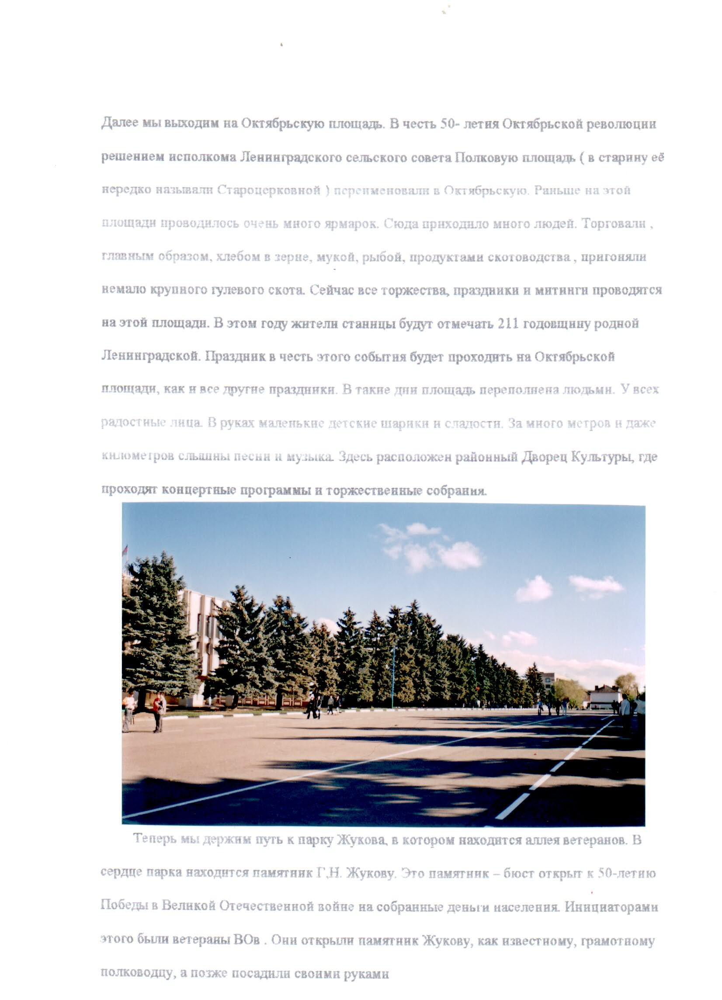 Далее мы выходим на Октябрьскую площадь. В честь 50- летия Октябрьской революции
решением исполкома Ленинградского сельского совета Полковую площадь ( в старину её
нередко называли Староцерковной ) переименовали в Октябрьскую. Раньше на этой
площади проводилось очень много ярмарок. Сюда приходило много людей. Торговали ,
главным образом, хлебом в зерне, мукой, рыбой, продуктами скотоводства , пригоняли
немало крупного гулевого скота. Сейчас все торжества, праздники и митинги проводятся
на этой площади. В этом году жители станицы будут отмечать 211 годовщину родной
Ленинградской. Праздник в честь этого события будет проходить на Октябрьской
площади, как и все другие праздники. В такие дни площадь переполнена людьми. У всех
радостные лица. В руках маленькие детские шарики и сладости. За много метров и даже
километров слышны песни и музыка. Здесь расположен районный Дворец Культуры, где
проходят концертные программы и торжественные собрания.
Теперь мы держим путь к парку Жукова, в котором находится аллея ветеранов. В
сердце парка находится памятник Г,Н. Жукову. Это памятник – бюст открыт к 50-летию
Победы в Великой Отечественной войне на собранные деньги населения. Инициаторами
этого были ветераны ВОв . Они открыли памятник Жукову, как известному, грамотному
полководцу, а позже посадили своими руками